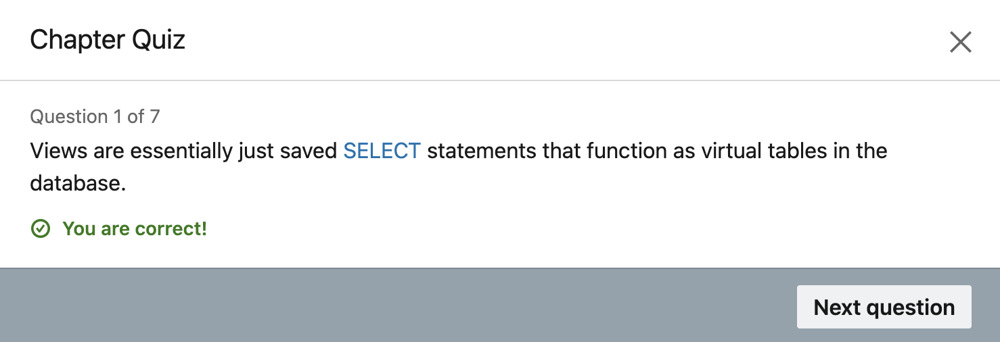 Chapter Quiz
Question 1 of 7
Views are essentially just saved SELECT statements that function as virtual tables in the
database.
You are correct!
Next question